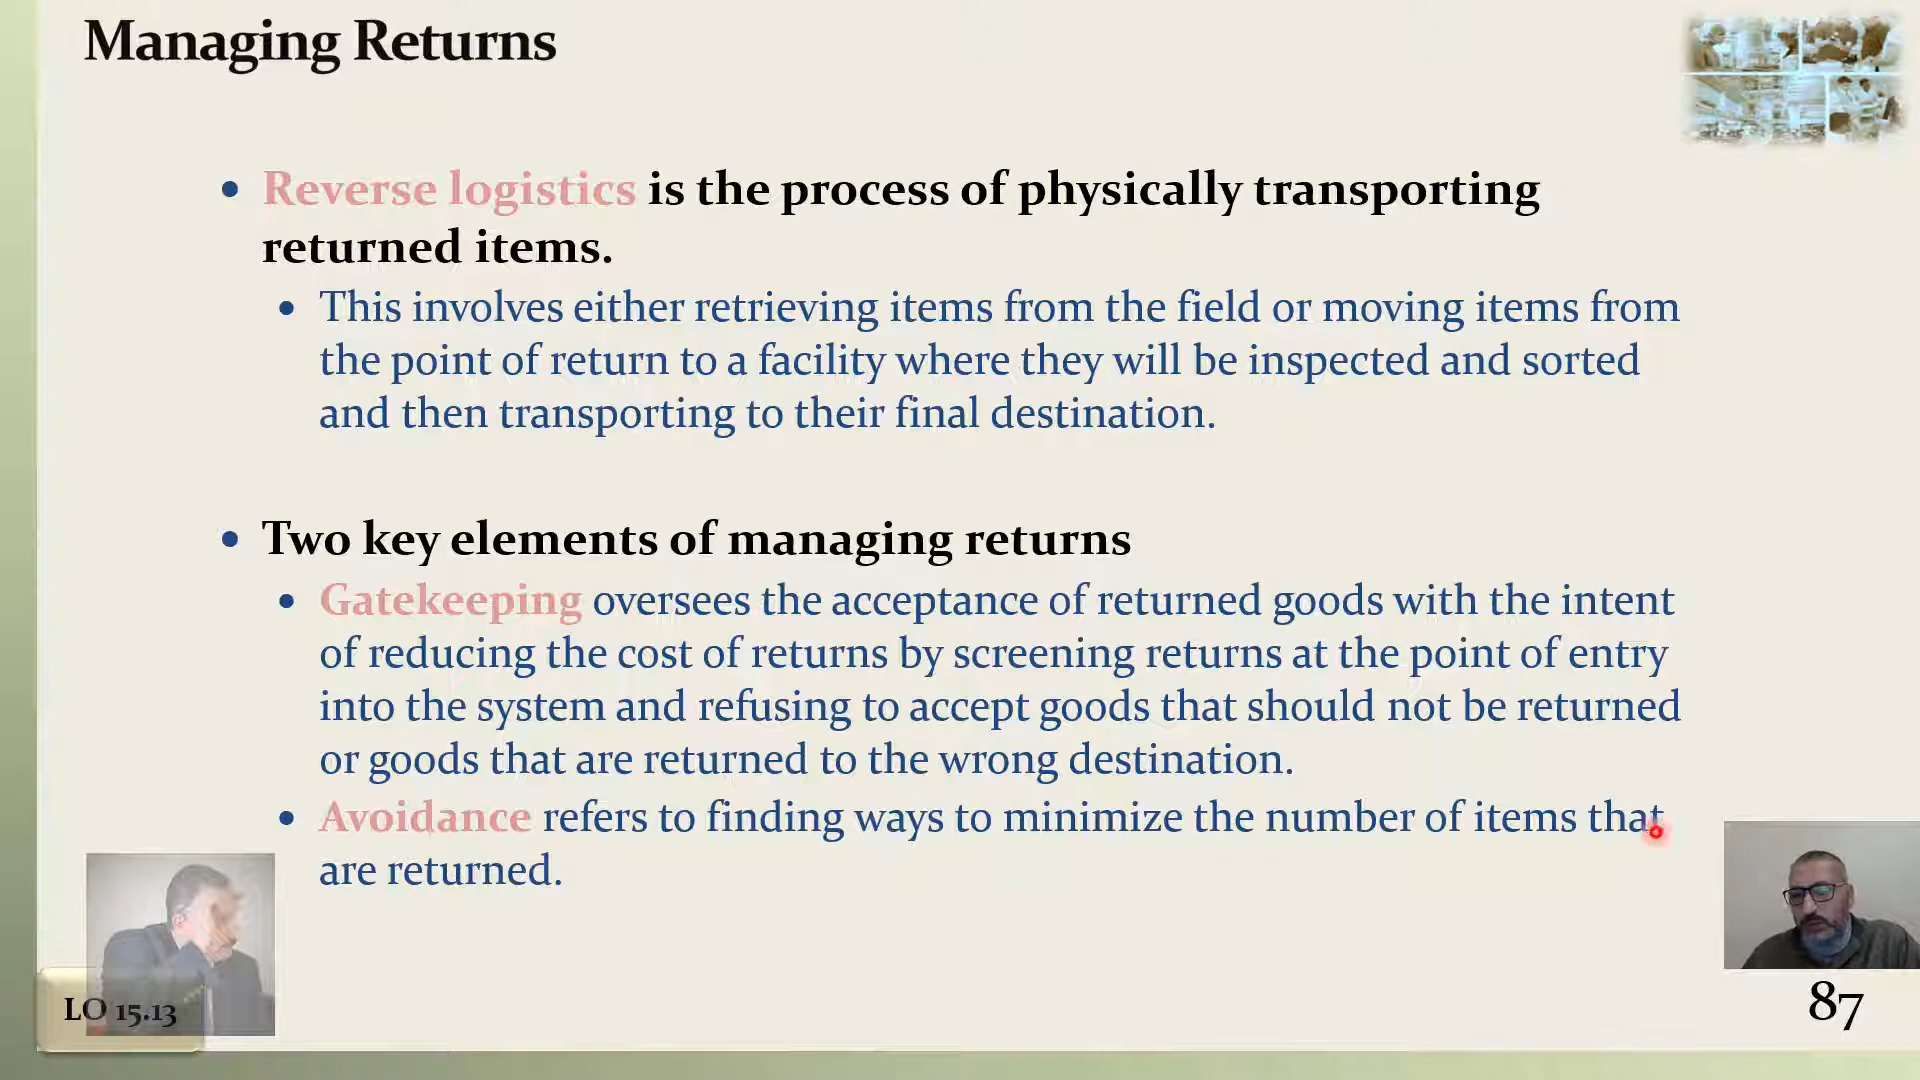 Managing Returns
• Reverse logistics is the process of physically transporting
returned items.
• This involves either retrieving items from the field or moving items from
the point of return to a facility where they will be inspected and sorted
and then transporting to their final destination.
• Two key elements of managing returns
• Gatekeeping oversees the acceptance of returned goods with the intent
of reducing the cost of returns by screening returns at the point of entry
into the system and refusing to accept goods that should not be returned
or goods that are returned to the wrong destination.
• Avoidance refers to finding ways to minimize the number of items that
are returned.
LO 15.13
87